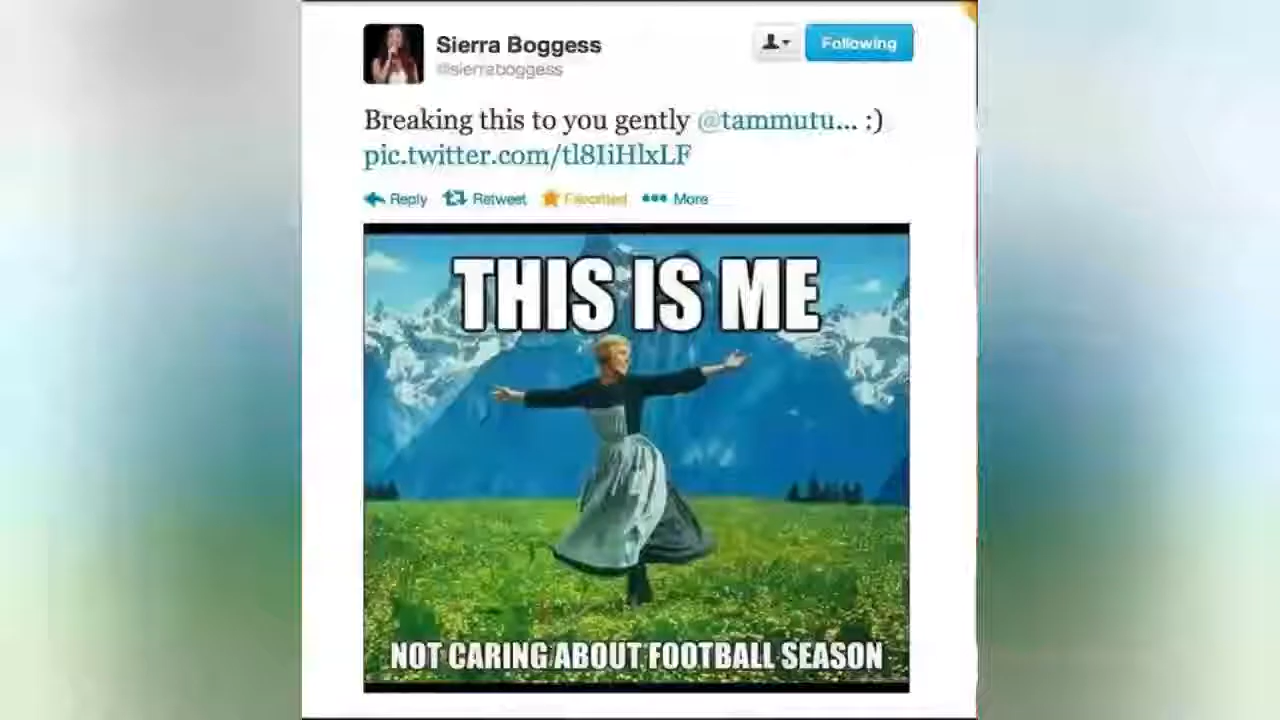 Sierra Boggess
@sierraboggess
Following
Breaking this to you gently @tammutu... :)
pic.twitter.com/tl8IiHlxLF
Reply Retweet Favorited More
THIS IS ME
NOT CARING ABOUT FOOTBALL SEASON